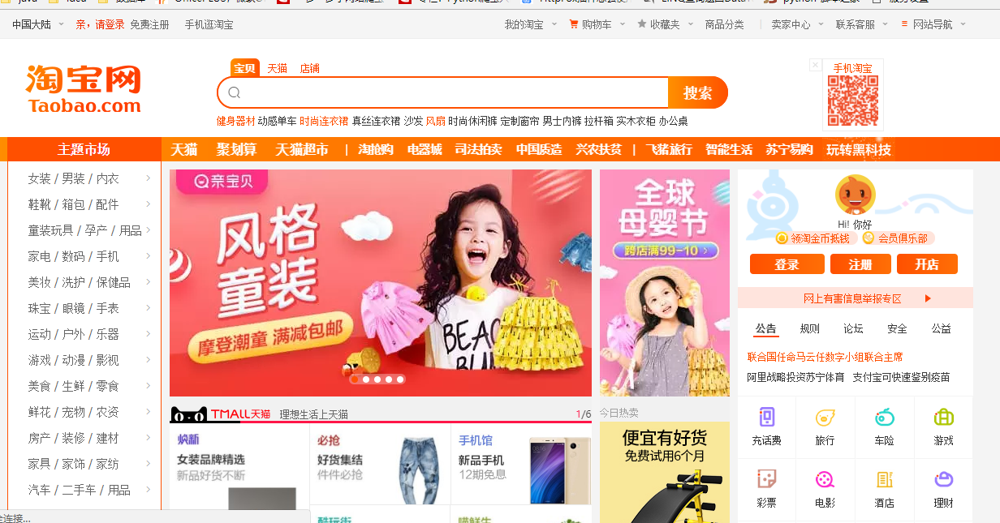 中国大陆 亲，请登录 免费注册 手机逛淘宝 我的淘宝 购物车 收藏夹 商品分类 卖家中心 联系客服 网站导航
宝贝 天猫 店铺
手机淘宝
淘宝网
Taobao.com
搜索
健身器材 动感单车 时尚连衣裙 真丝连衣裙 沙发 风扇 时尚休闲裤 定制窗帘 男士内裤 拉杆箱 实木衣柜 办公桌
主题市场 天猫 聚划算 天猫超市 | 淘抢购 电器城 司法拍卖 中国质造 兴农扶贫 | 飞猪旅行 智能生活 苏宁易购 玩转黑科技
女装 / 男装 / 内衣
鞋靴 / 箱包 / 配件
童装玩具 / 孕产 / 用品
家电 / 数码 / 手机
美妆 / 洗护 / 保健品
珠宝 / 眼镜 / 手表
运动 / 户外 / 乐器
游戏 / 动漫 / 影视
美食 / 生鲜 / 零食
鲜花 / 宠物 / 农资
房产 / 装修 / 建材
家具 / 家饰 / 家纺
汽车 / 二手车 / 用品
亲宝贝
风格
童装
摩登潮童 满减包邮
全球
母婴节
跨店满99-10
Hi! 你好
领淘金币抵钱 会员俱乐部
登录 注册 开店
网上有害信息举报专区
公告 规则 论坛 安全 公益
联合国任命马云任数字小组联合主席
阿里战略投资苏宁体育 支付宝可快速鉴别疫苗
充话费 旅行 车险 游戏
彩票 电影 酒店 理财
TMALL天猫 理想生活上天猫 1/6
焕新
女装品牌精选
新品好货不断
必抢
好货集结
件件必抢
手机馆
新品手机
12期免息
酷玩街
喵鲜生
今日热卖
便宜有好货
免费试用6个月